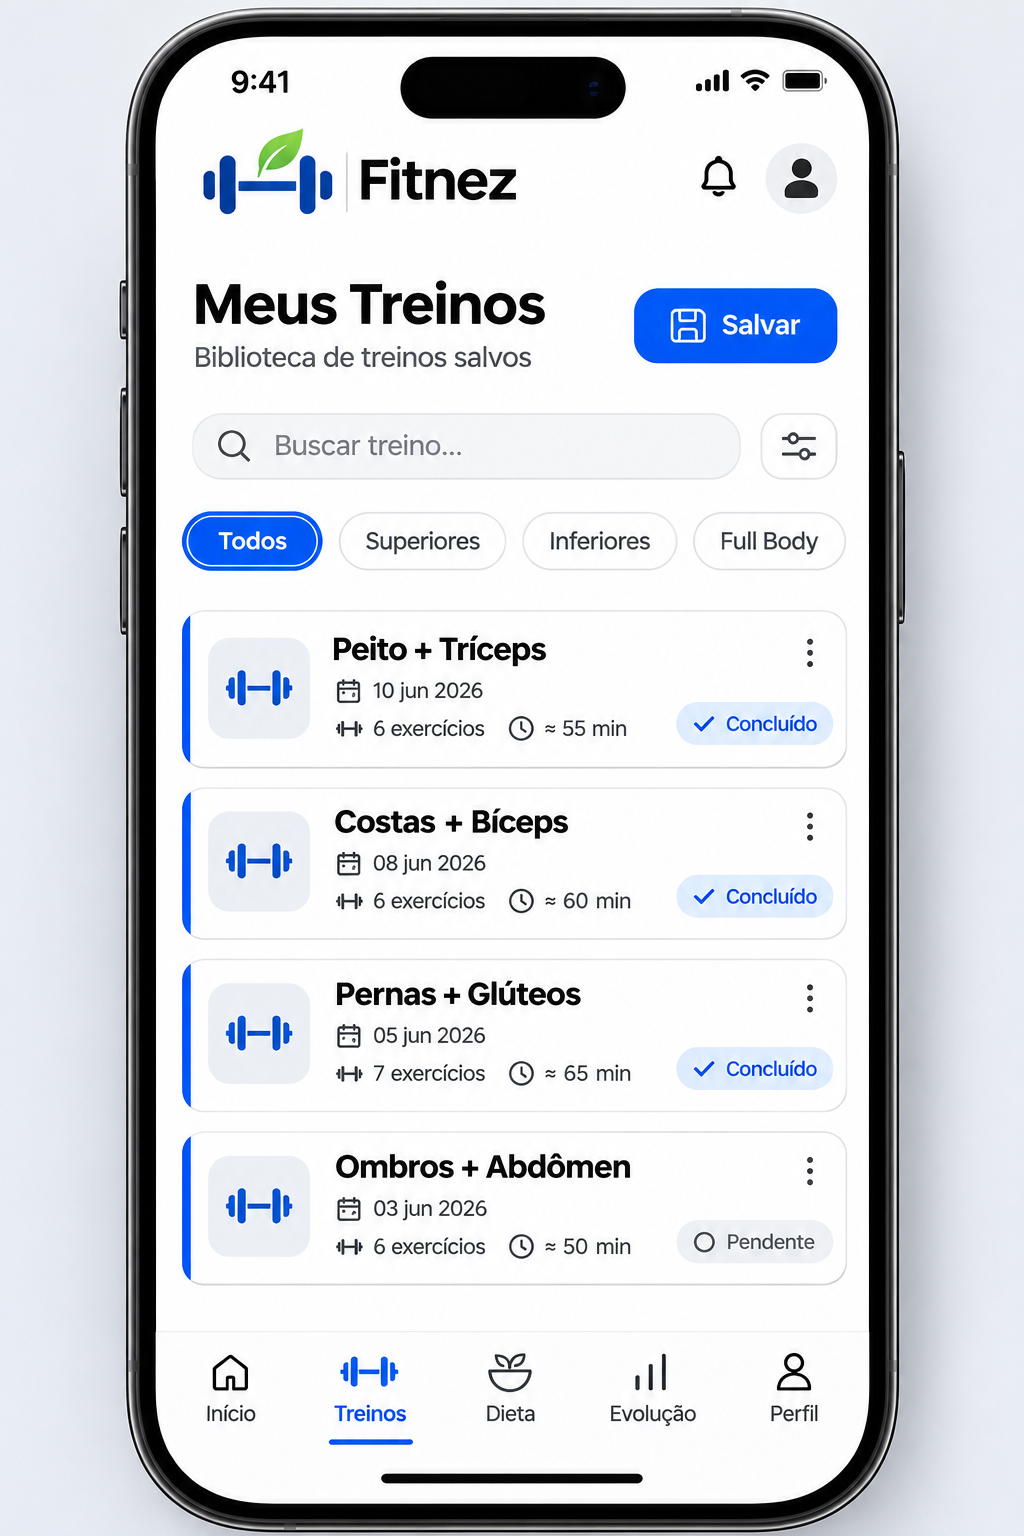 9:41
Fitnez
Meus Treinos
Biblioteca de treinos salvos
Salvar
Buscar treino...
Todos
Superiores
Inferiores
Full Body
Peito + Tríceps
10 jun 2026
6 exercícios
≈ 55 min
Concluído
Costas + Bíceps
08 jun 2026
6 exercícios
≈ 60 min
Concluído
Pernas + Glúteos
05 jun 2026
7 exercícios
≈ 65 min
Concluído
Ombros + Abdômen
03 jun 2026
6 exercícios
≈ 50 min
Pendente
Início
Treinos
Dieta
Evolução
Perfil